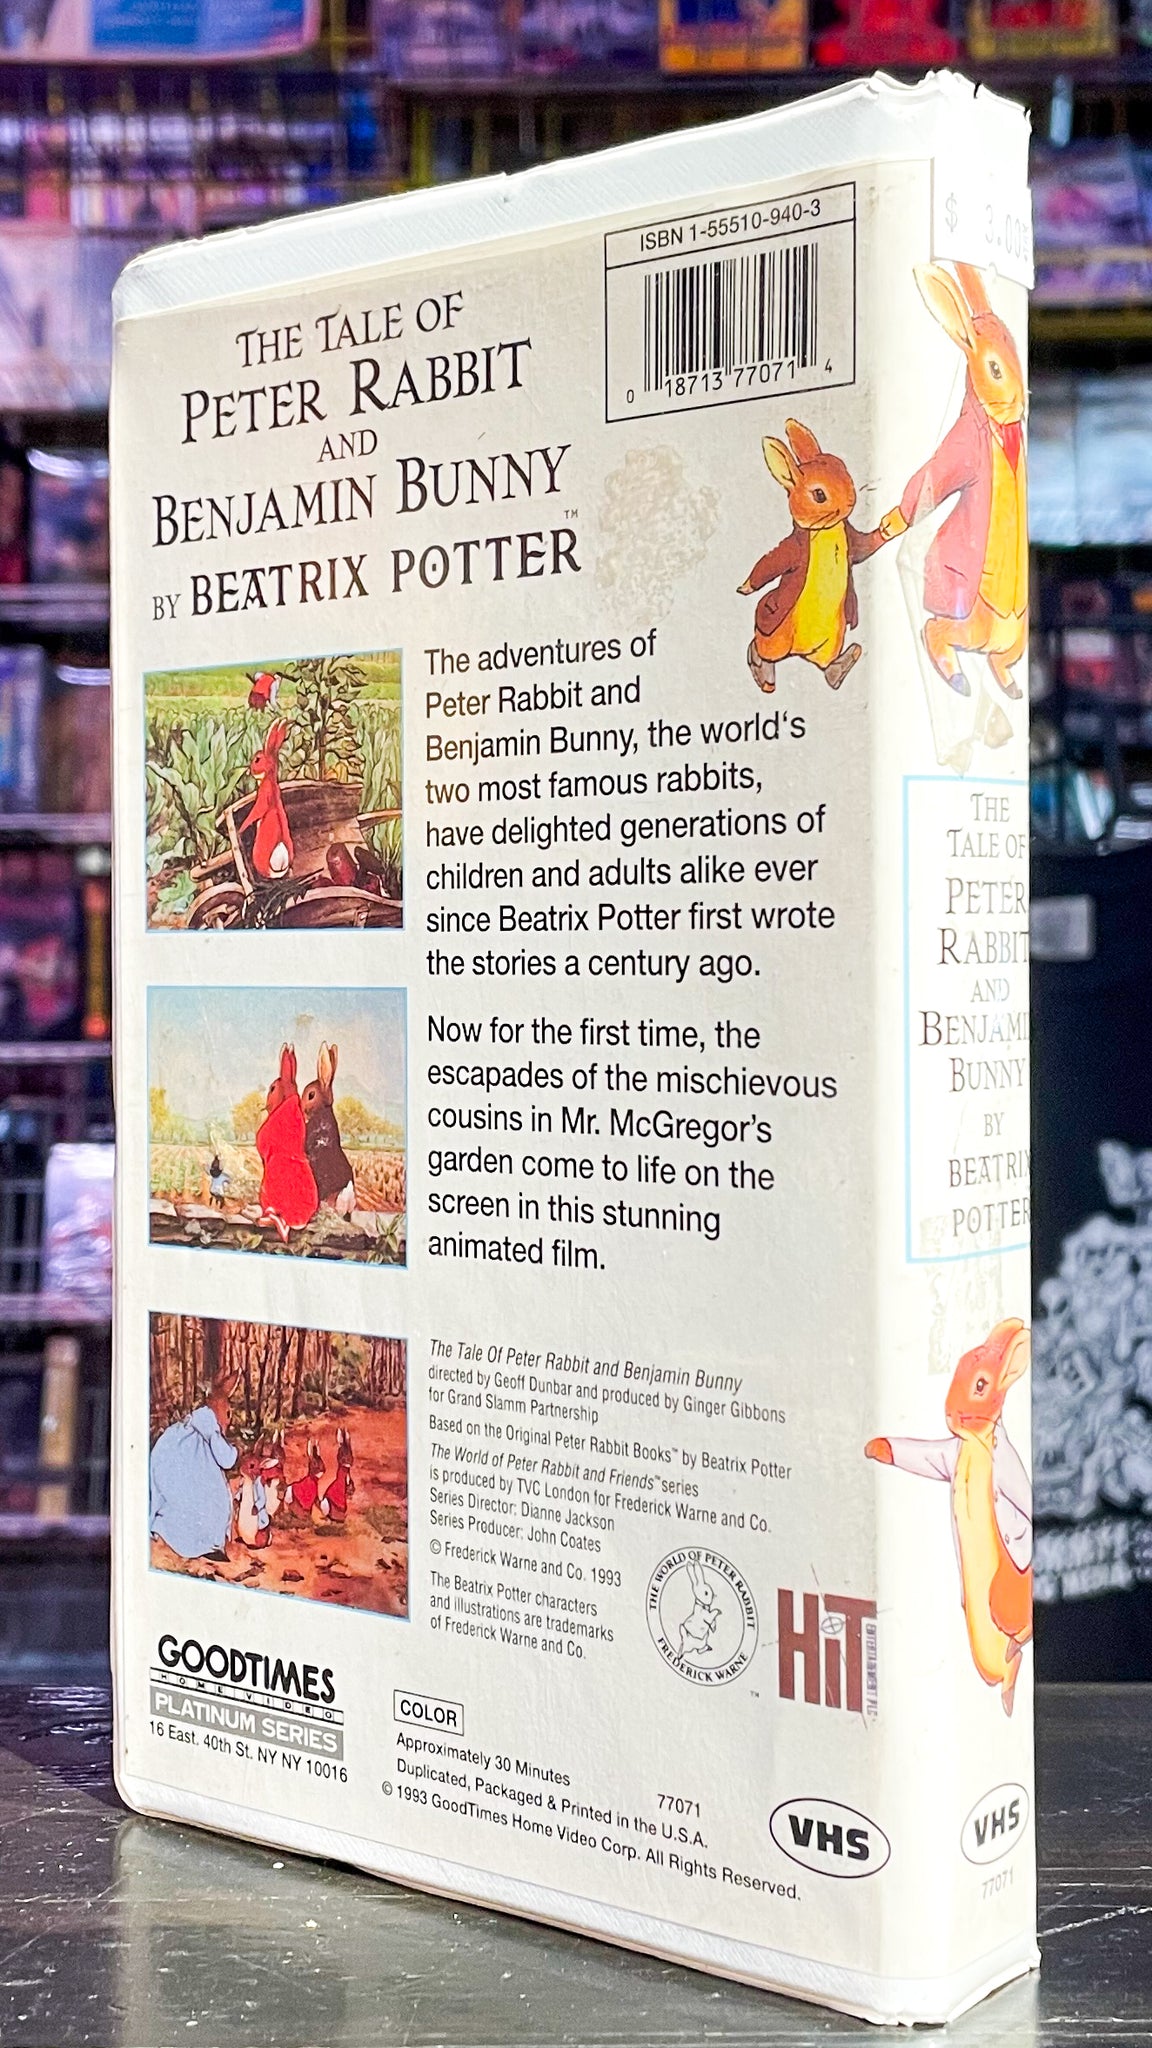 ISBN 1-55510-940-3
0 18713 77071 4
THE TALE OF
PETER RABBIT
AND
BENJAMIN BUNNY
BY BEATRIX POTTER™
The adventures of
Peter Rabbit and
Benjamin Bunny, the world‘s
two most famous rabbits,
have delighted generations of
children and adults alike ever
since Beatrix Potter first wrote
the stories a century ago.
Now for the first time, the
escapades of the mischievous
cousins in Mr. McGregor’s
garden come to life on the
screen in this stunning
animated film.
The Tale Of Peter Rabbit and Benjamin Bunny
directed by Geoff Dunbar and produced by Ginger Gibbons
for Grand Slamm Partnership
Based on the Original Peter Rabbit Books™ by Beatrix Potter
The World of Peter Rabbit and Friends™ series
is produced by TVC London for Frederick Warne and Co.
Series Director: Dianne Jackson
Series Producer: John Coates
© Frederick Warne and Co. 1993
The Beatrix Potter characters
and illustrations are trademarks
of Frederick Warne and Co.
THE WORLD OF PETER RABBIT
FREDERICK WARNE
™
HiT
GOODTIMES
HOME VIDEO
PLATINUM SERIES
16 East. 40th St. NY NY 10016
COLOR
Approximately 30 Minutes
77071
Duplicated, Packaged & Printed in the U.S.A.
© 1993 GoodTimes Home Video Corp. All Rights Reserved.
VHS
$ 3.00
THE
TALE OF
PETER
RABBIT
AND
BENJAMI
BUNNY
BY
BEATRIX
POTTER
VHS
77071